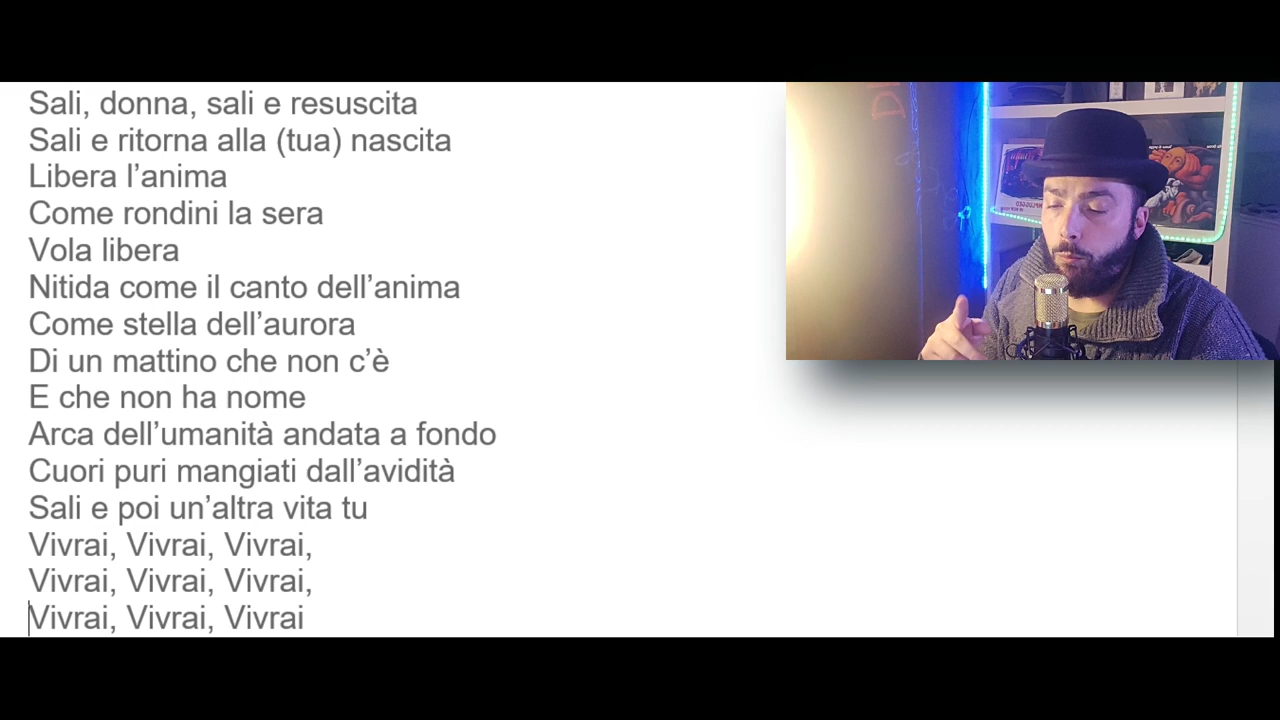 Sali, donna, sali e resuscita
Sali e ritorna alla (tua) nascita
Libera l’anima
Come rondini la sera
Vola libera
Nitida come il canto dell’anima
Come stella dell’aurora
Di un mattino che non c’è
E che non ha nome
Arca dell’umanità andata a fondo
Cuori puri mangiati dall’avidità
Sali e poi un’altra vita tu
Vivrai, Vivrai, Vivrai,
Vivrai, Vivrai, Vivrai,
Vivrai, Vivrai, Vivrai